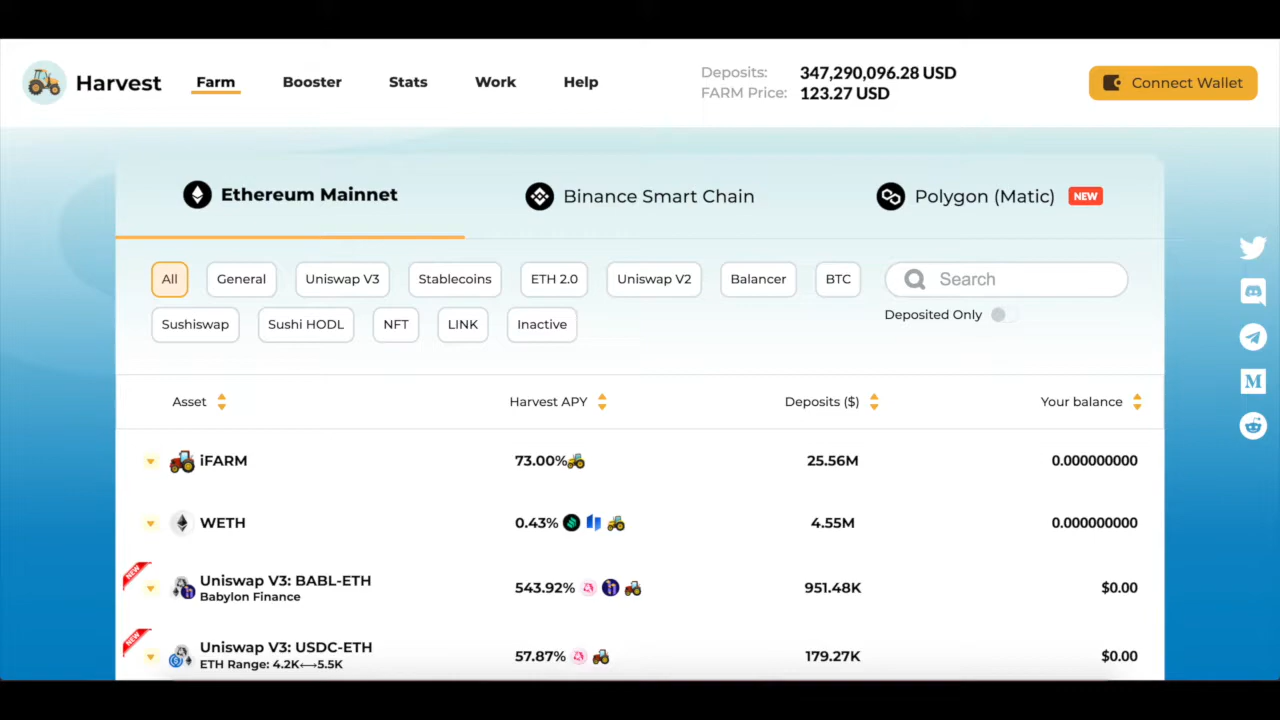 Harvest
Farm
Booster
Stats
Work
Help
Deposits: 347,290,096.28 USD
FARM Price: 123.27 USD
Connect Wallet
Ethereum Mainnet
Binance Smart Chain
Polygon (Matic) NEW
All
General
Uniswap V3
Stablecoins
ETH 2.0
Uniswap V2
Balancer
BTC
Search
Sushiswap
Sushi HODL
NFT
LINK
Inactive
Deposited Only
Asset
Harvest APY
Deposits ($)
Your balance
iFARM 73.00% 25.56M 0.000000000
WETH 0.43% 4.55M 0.000000000
NEW
Uniswap V3: BABL-ETH
Babylon Finance
543.92% 951.48K $0.00
NEW
Uniswap V3: USDC-ETH
ETH Range: 4.2K⟷5.5K
57.87% 179.27K $0.00
M